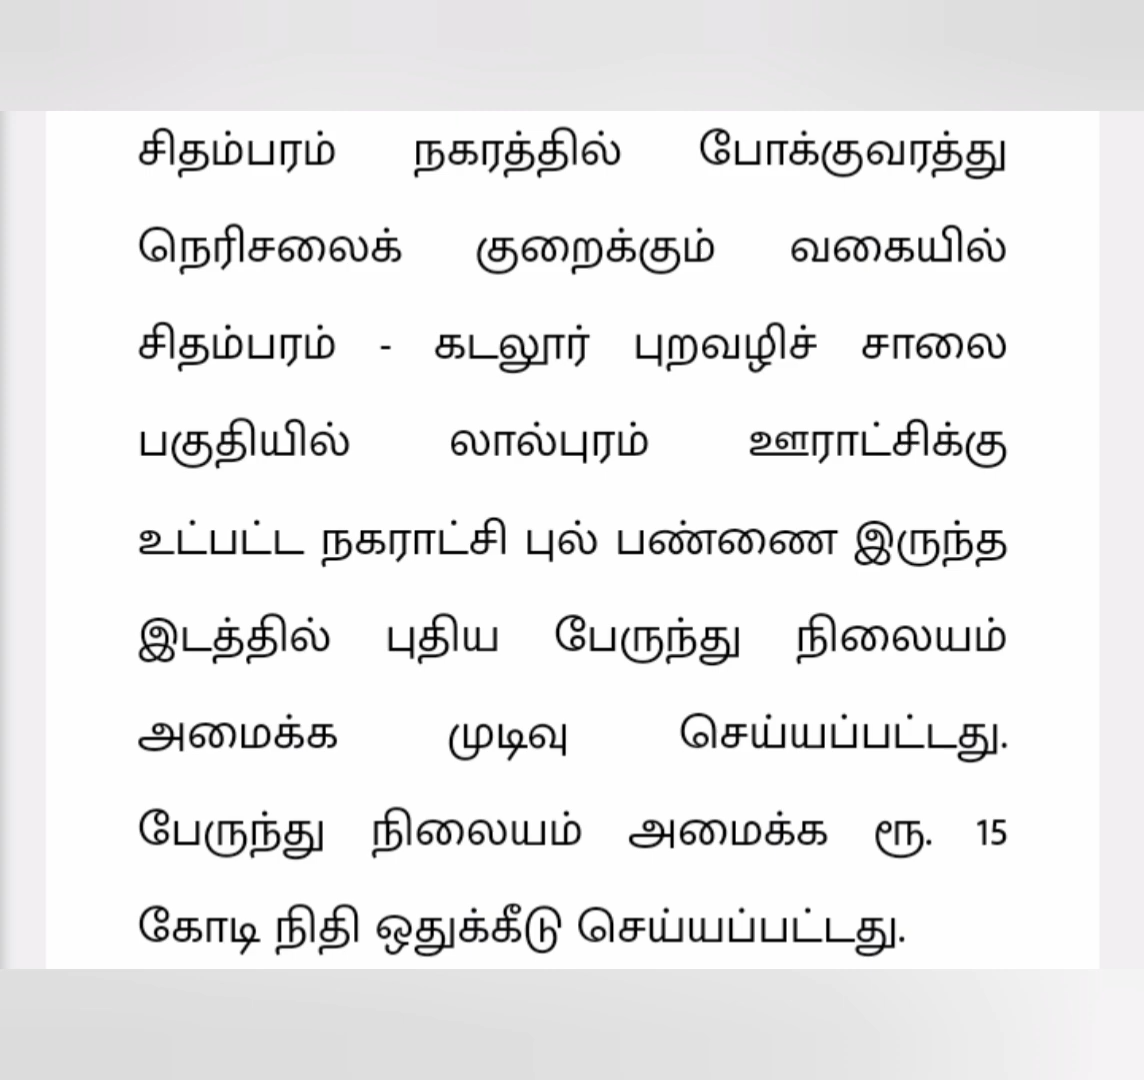 சிதம்பரம் நகரத்தில் போக்குவரத்து
நெரிசலைக் குறைக்கும் வகையில்
சிதம்பரம் - கடலூர் புறவழிச் சாலை
பகுதியில் லால்புரம் ஊராட்சிக்கு
உட்பட்ட நகராட்சி புல் பண்ணை இருந்த
இடத்தில் புதிய பேருந்து நிலையம்
அமைக்க முடிவு செய்யப்பட்டது.
பேருந்து நிலையம் அமைக்க ரூ. 15
கோடி நிதி ஒதுக்கீடு செய்யப்பட்டது.